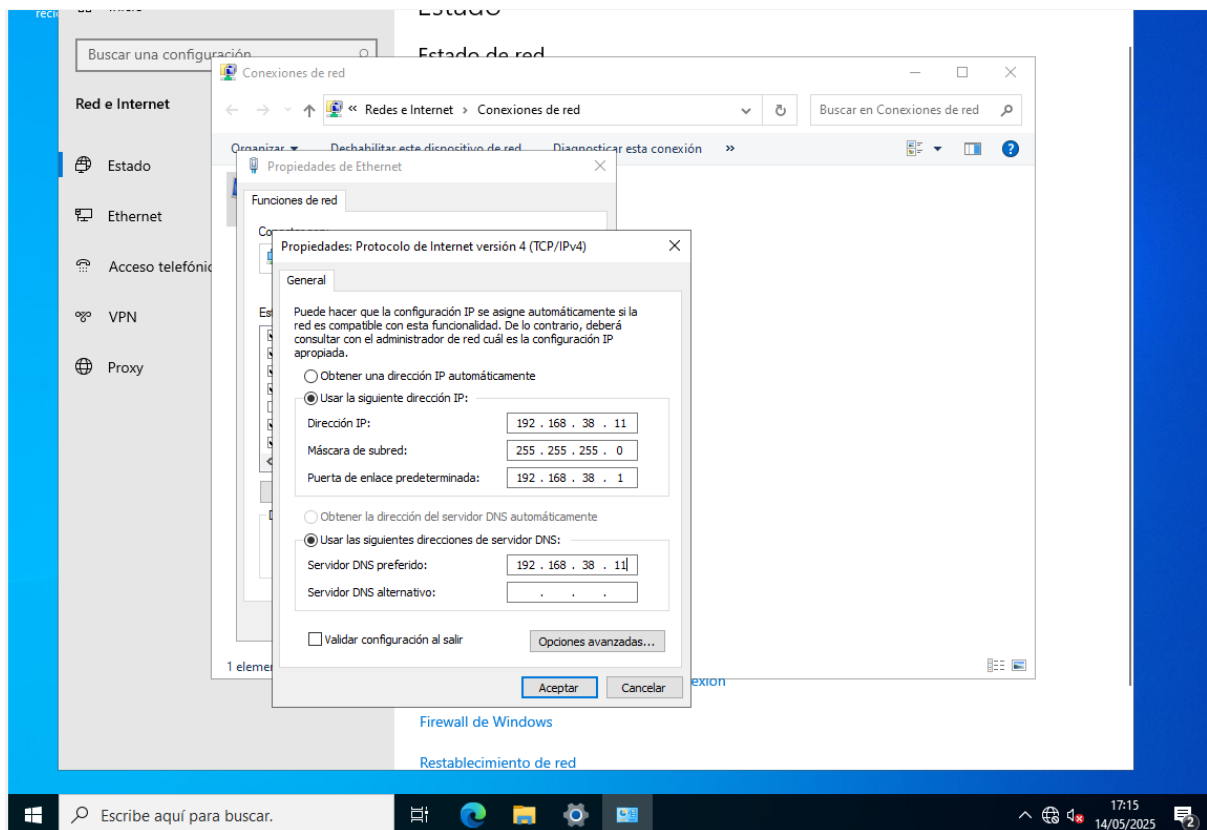 Estado
Buscar una configuración
Estado de red
Conexiones de red
Red e Internet
« Redes e Internet › Conexiones de red
Buscar en Conexiones de red
Organizar
Deshabilitar este dispositivo de red
Diagnosticar esta conexión
»
Propiedades de Ethernet
Estado
Funciones de red
Ethernet
Propiedades: Protocolo de Internet versión 4 (TCP/IPv4)
Acceso telefónic
General
VPN
Puede hacer que la configuración IP se asigne automáticamente si la
red es compatible con esta funcionalidad. De lo contrario, deberá
consultar con el administrador de red cuál es la configuración IP
apropiada.
Proxy
Obtener una dirección IP automáticamente
Usar la siguiente dirección IP:
Dirección IP: 192 . 168 . 38 . 11
Máscara de subred: 255 . 255 . 255 . 0
Puerta de enlace predeterminada: 192 . 168 . 38 . 1
Obtener la dirección del servidor DNS automáticamente
Usar las siguientes direcciones de servidor DNS:
Servidor DNS preferido: 192 . 168 . 38 . 11
Servidor DNS alternativo: . . .
Validar configuración al salir
Opciones avanzadas...
1 eleme
Aceptar
Cancelar
exión
Firewall de Windows
Restablecimiento de red
Escribe aquí para buscar.
17:15
14/05/2025
2